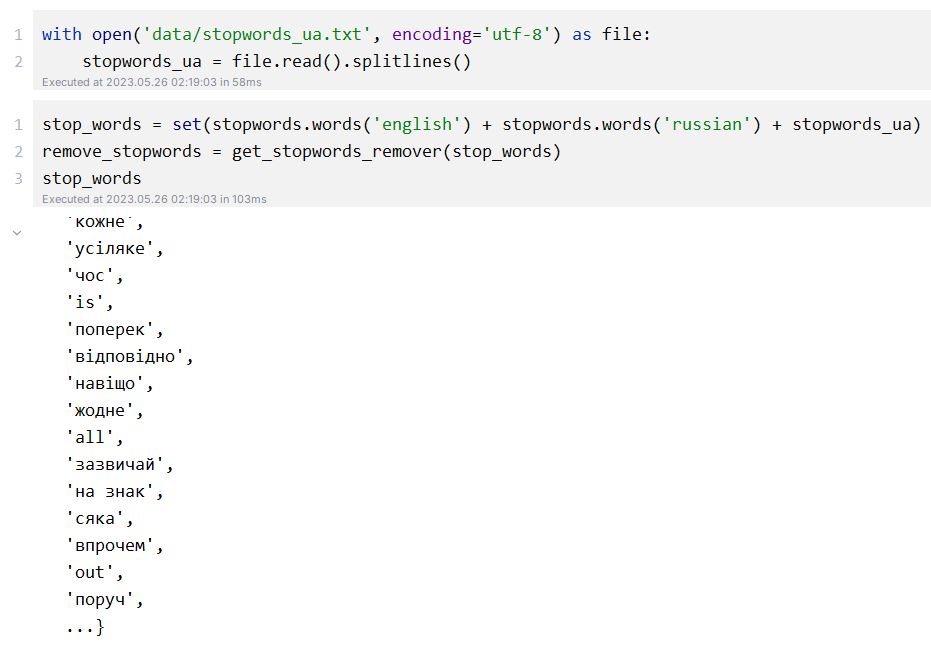 1 with open('data/stopwords_ua.txt', encoding='utf-8') as file:
2     stopwords_ua = file.read().splitlines()
Executed at 2023.05.26 02:19:03 in 58ms
1 stop_words = set(stopwords.words('english') + stopwords.words('russian') + stopwords_ua)
2 remove_stopwords = get_stopwords_remover(stop_words)
3 stop_words
Executed at 2023.05.26 02:19:03 in 103ms
'кожне',
'усіляке',
'чос',
'is',
'поперек',
'відповідно',
'навіщо',
'жодне',
'all',
'зазвичай',
'на знак',
'сяка',
'впрочем',
'out',
'поруч',
...}